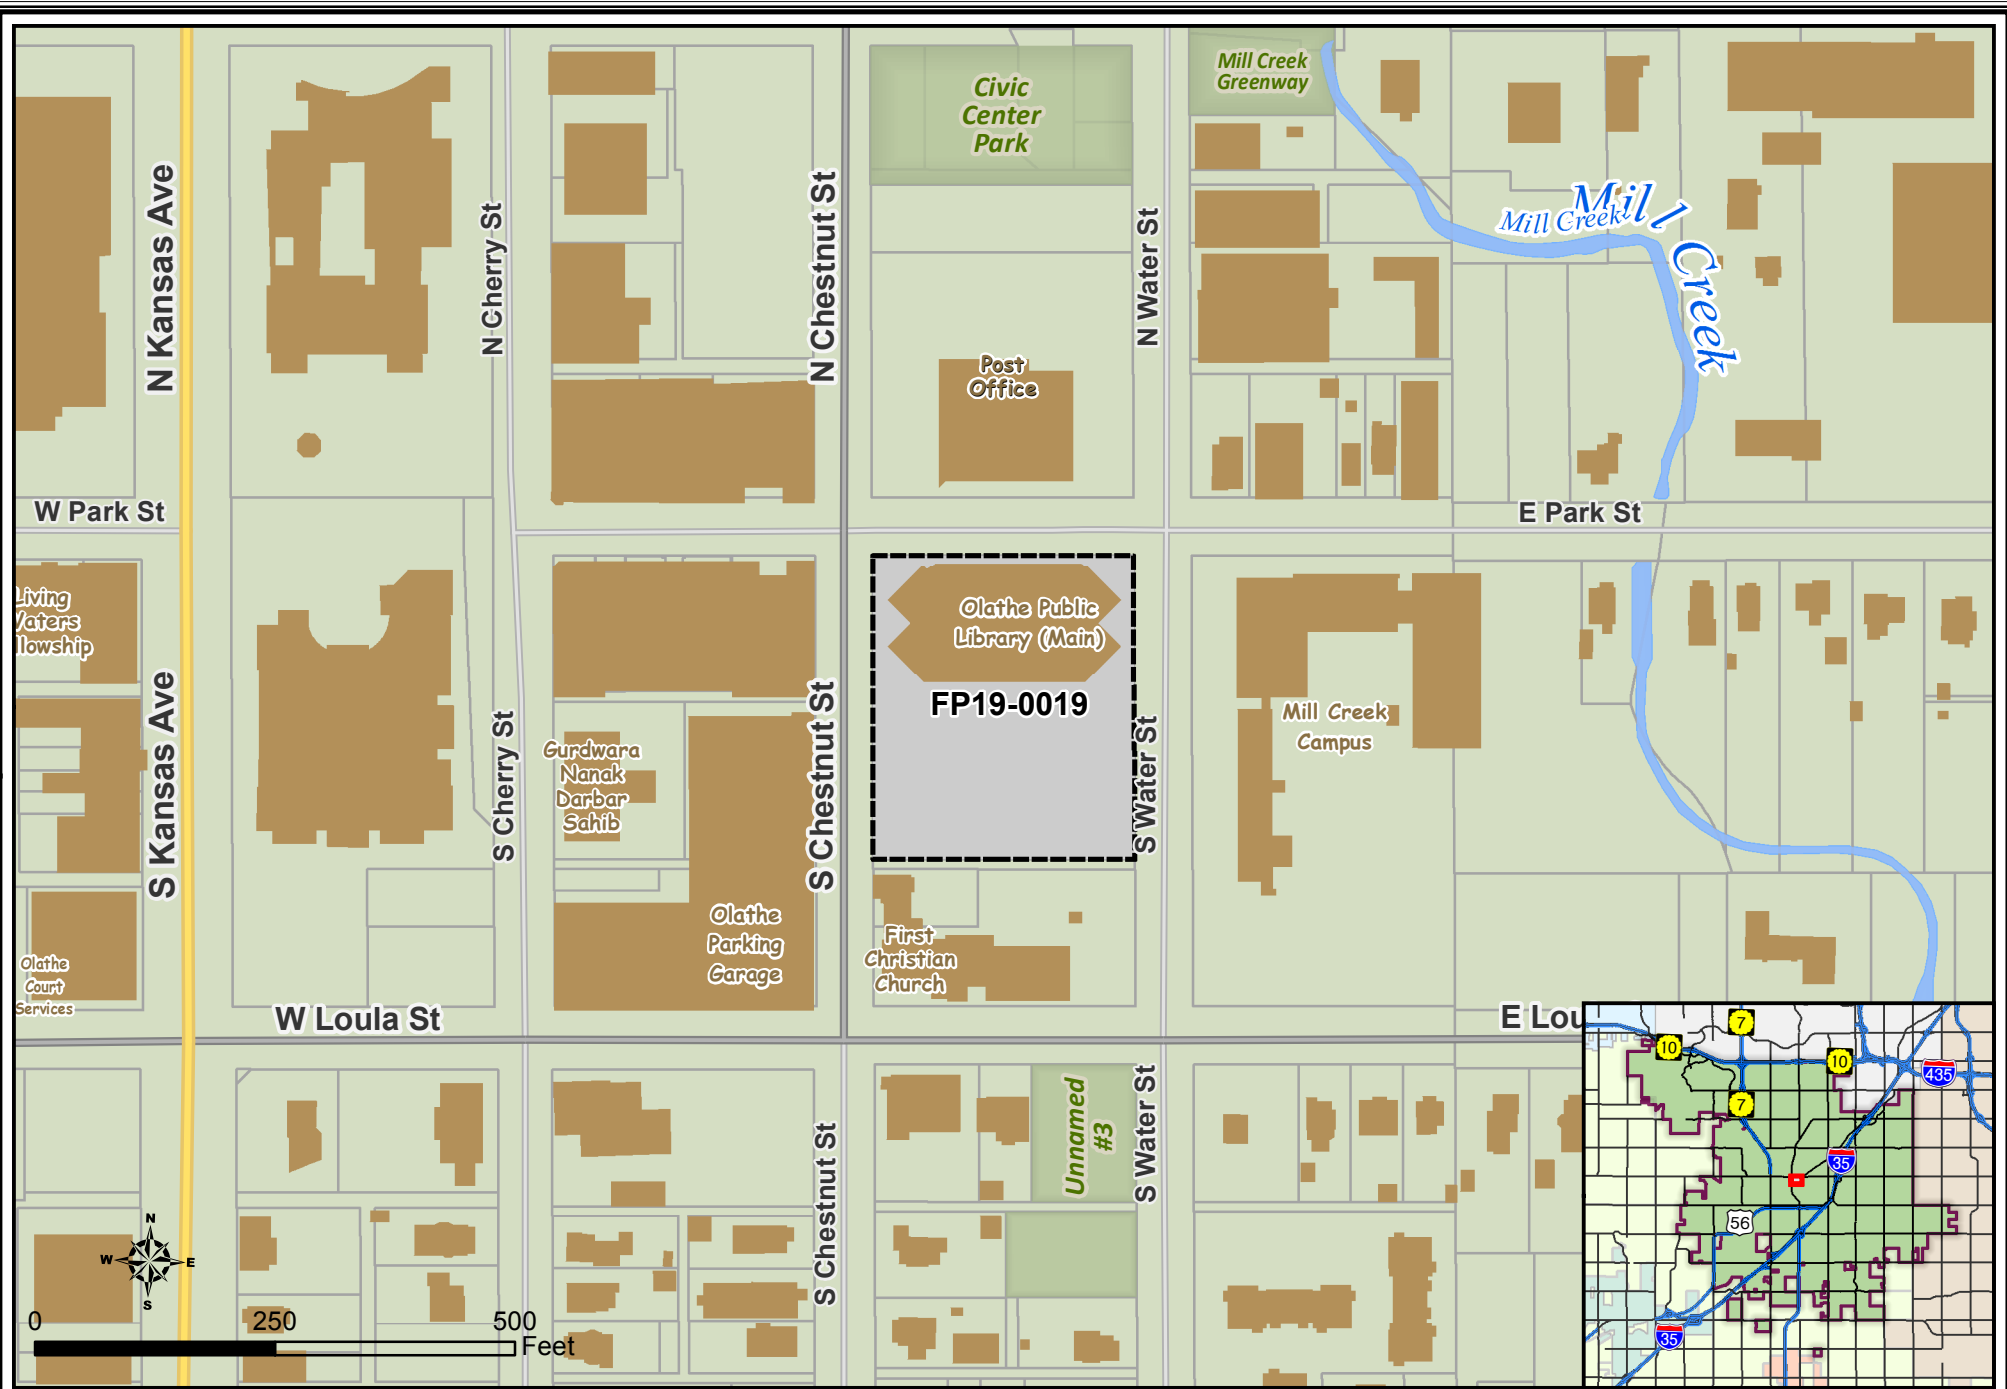 Mill Creek
Greenway
Civic
Center
Park
N Kansas Ave
N Cherry St
N Chestnut St
N Water St
Mill Creek
Mill Creek
Post
Office
W Park St
E Park St
Living
Waters
llowship
Olathe Public
Library (Main)
FP19-0019
Mill Creek
Campus
S Kansas Ave
S Cherry St
Gurdwara
Nanak
Darbar
Sahib
S Chestnut St
S Water St
Olathe
Parking
Garage
First
Christian
Church
Olathe
Court
Services
W Loula St
E Lou
7
10
10
435
7
35
56
35
Unnamed
#3
S Water St
S Chestnut St
N
W
E
S
0
250
500
Feet